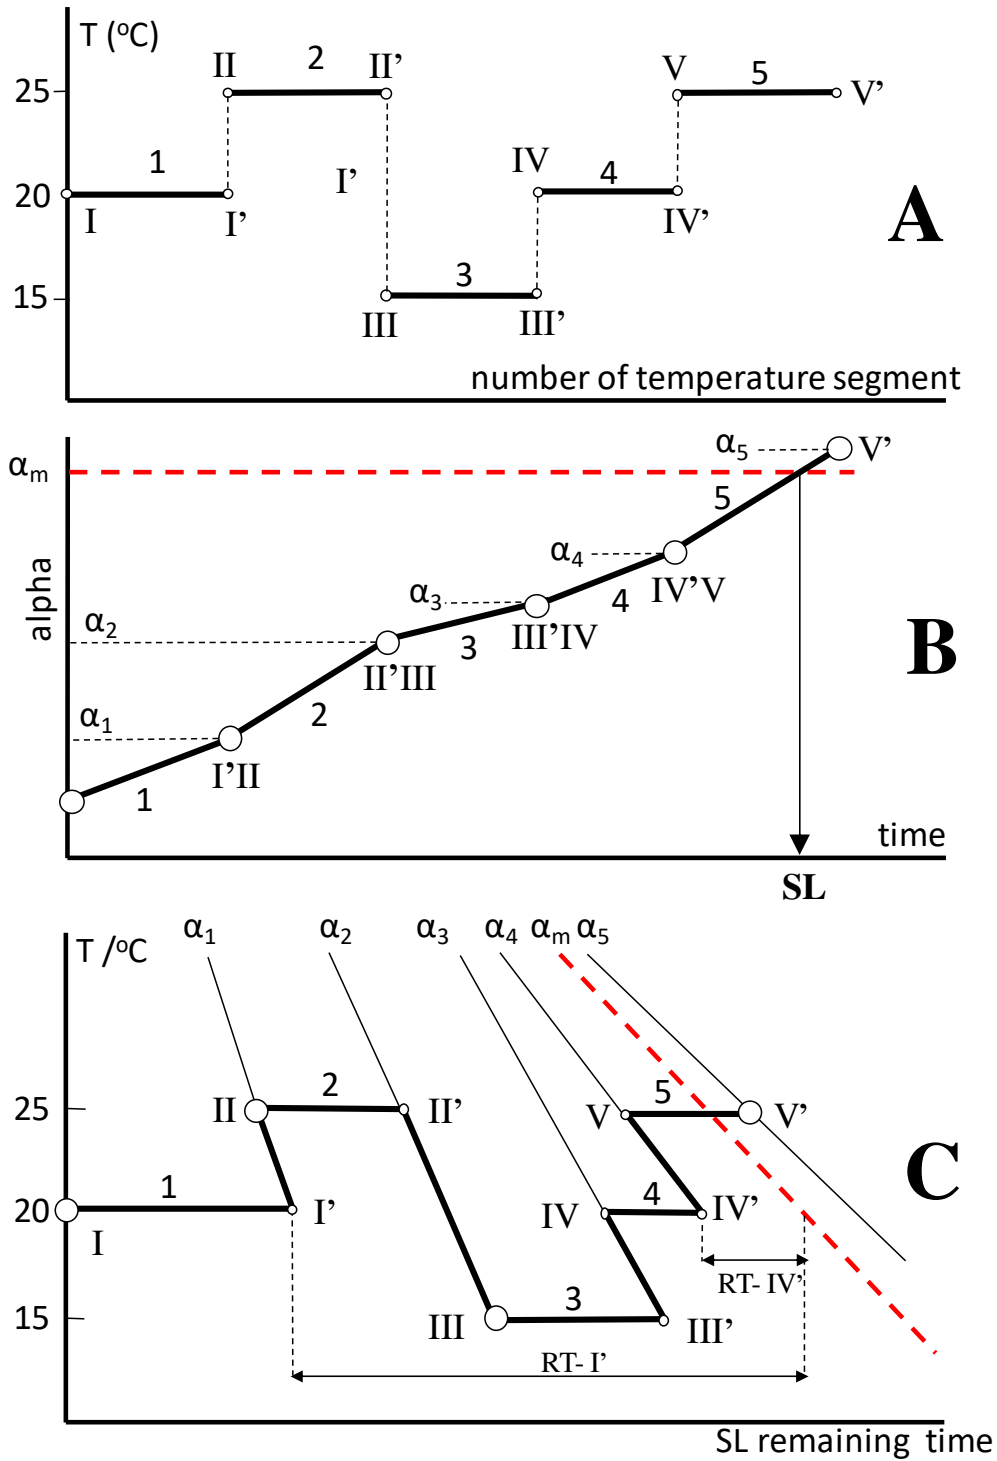 T (°C)
II 2 II' V 5 V'
25
1 I' IV 4
20
I I' IV' A
3
15
III III'
number of temperature segment
α₅ V'
αm
5
α₄
alpha
α₃ 4 IV'V
α₂ III'IV B
3
II'III
α₁ 2
I'II
1
time
SL
α₁ α₂ α₃ α₄ αm α₅
T /°C
2 5
25 II II' V V'
C
1 4
20 I' IV IV'
I
RT- IV'
3
15 III III'
RT- I'
SL remaining time